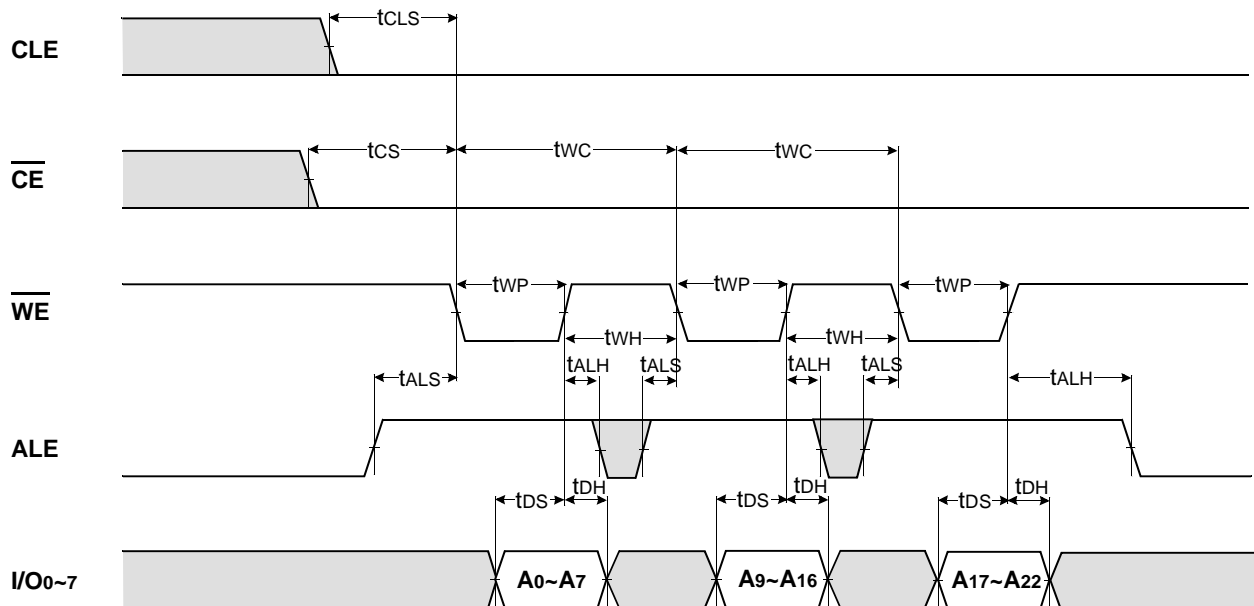 CLE
tCLS
CE
tCS
tWC
tWC
WE
tWP
tWP
tWP
tWH
tWH
ALE
tALS
tALH
tALS
tALH
tALS
tALH
I/O0~7
tDS
tDH
tDS
tDH
tDS
tDH
A0~A7
A9~A16
A17~A22